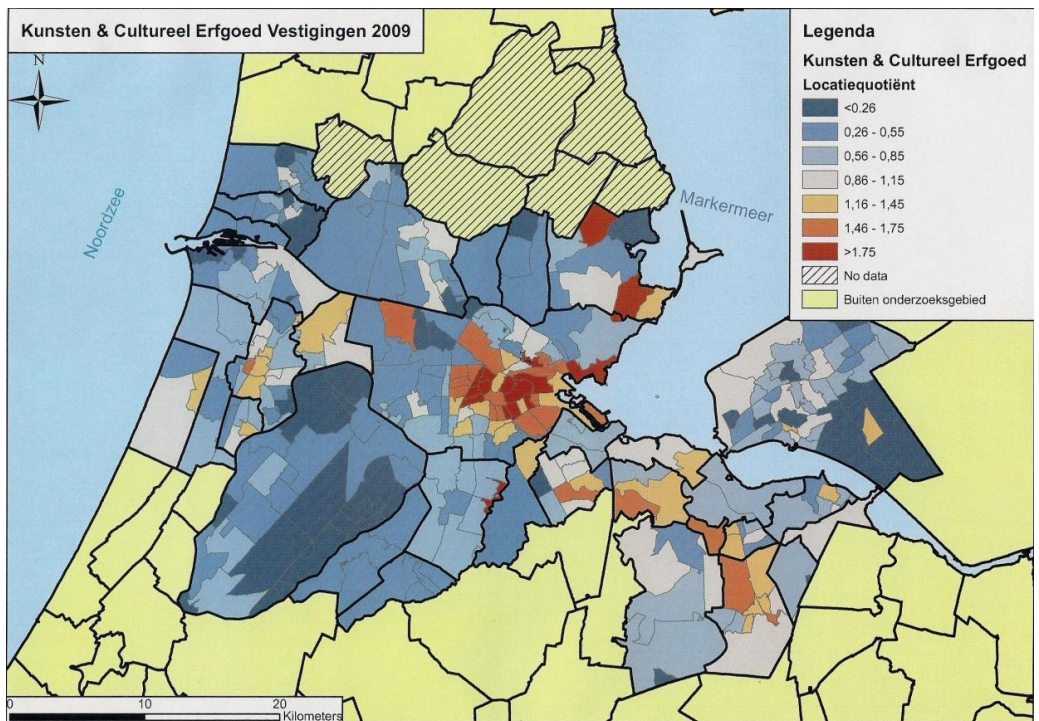 Kunsten & Cultureel Erfgoed Vestigingen 2009
N
Noordzee
Markermeer
Legenda
Kunsten & Cultureel Erfgoed
Locatiequotiënt
<0.26
0,26 - 0,55
0,56 - 0,85
0,86 - 1,15
1,16 - 1,45
1,46 - 1,75
>1.75
No data
Buiten onderzoeksgebied
0 10 20
Kilometers